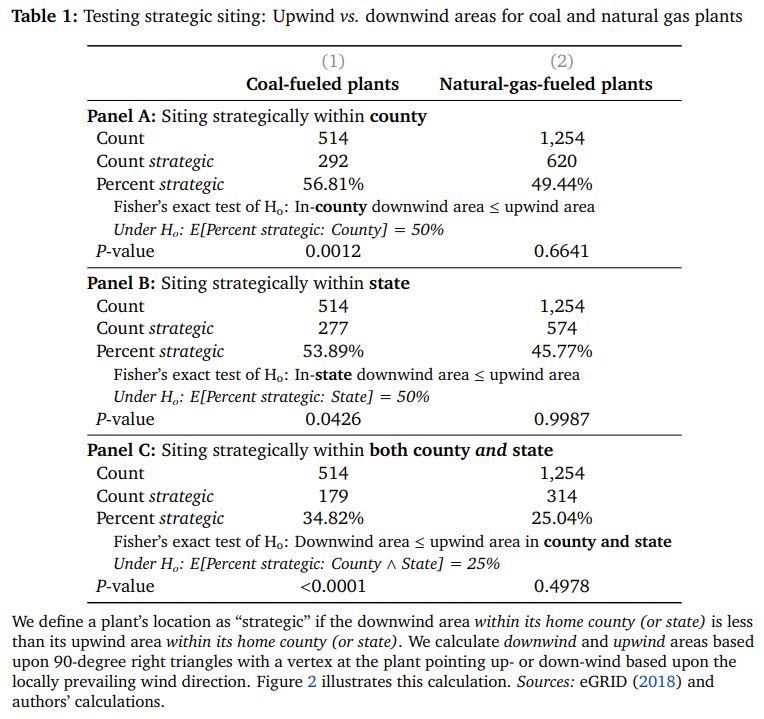 Table 1: Testing strategic siting: Upwind vs. downwind areas for coal and natural gas plants
(1) (2)
Coal-fueled plants Natural-gas-fueled plants
Panel A: Siting strategically within county
Count 514 1,254
Count strategic 292 620
Percent strategic 56.81% 49.44%
Fisher's exact test of Hₒ: In-county downwind area ≤ upwind area
Under Hₒ: E[Percent strategic: County] = 50%
P-value 0.0012 0.6641
Panel B: Siting strategically within state
Count 514 1,254
Count strategic 277 574
Percent strategic 53.89% 45.77%
Fisher's exact test of Hₒ: In-state downwind area ≤ upwind area
Under Hₒ: E[Percent strategic: State] = 50%
P-value 0.0426 0.9987
Panel C: Siting strategically within both county and state
Count 514 1,254
Count strategic 179 314
Percent strategic 34.82% 25.04%
Fisher's exact test of Hₒ: Downwind area ≤ upwind area in county and state
Under Hₒ: E[Percent strategic: County ∧ State] = 25%
P-value <0.0001 0.4978
We define a plant's location as “strategic” if the downwind area within its home county (or state) is less
than its upwind area within its home county (or state). We calculate downwind and upwind areas based
upon 90-degree right triangles with a vertex at the plant pointing up- or down-wind based upon the
locally prevailing wind direction. Figure 2 illustrates this calculation. Sources: eGRID (2018) and
authors' calculations.